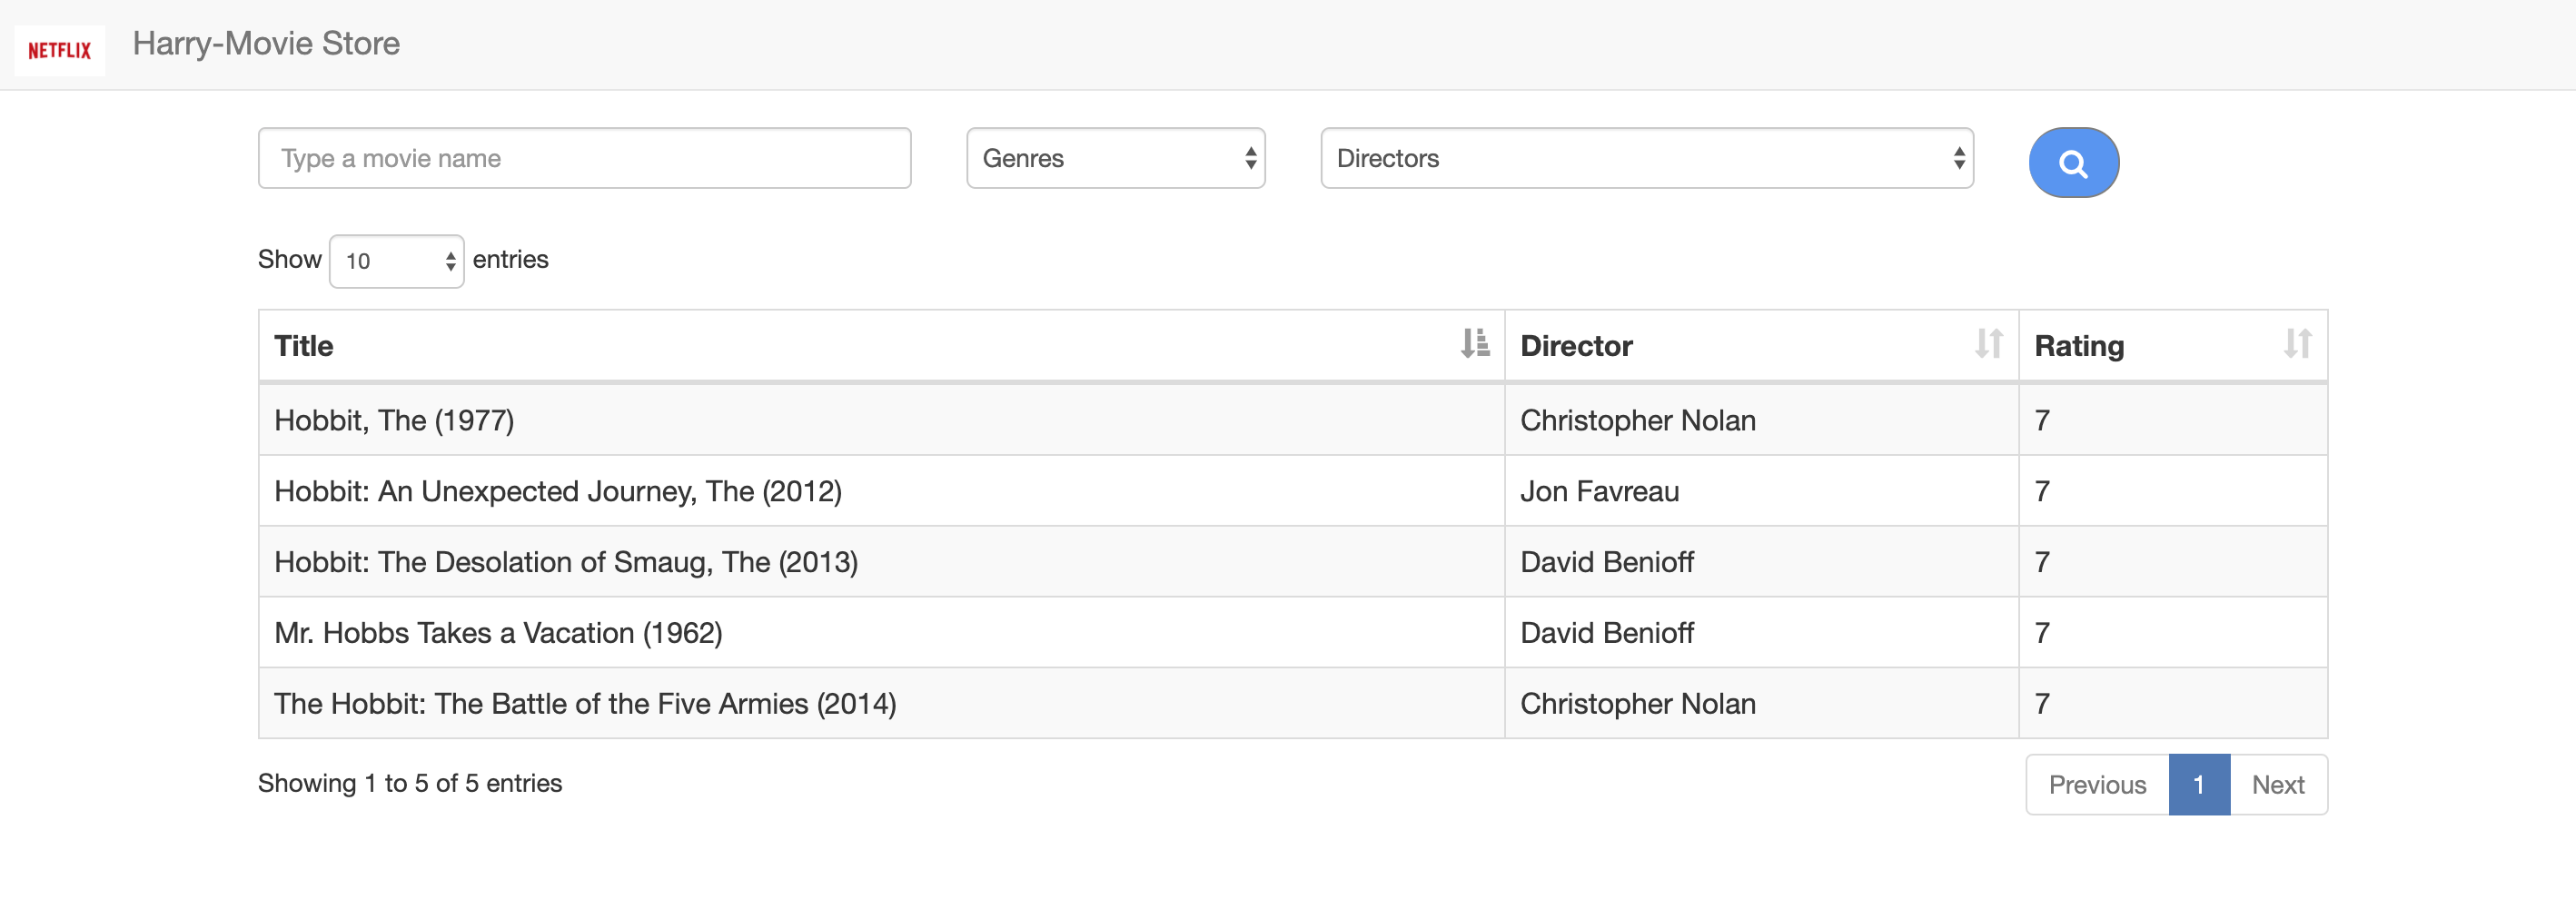 NETFLIX Harry-Movie Store
Type a movie name Genres Directors
Show 10 entries
Title Director Rating
Hobbit, The (1977) Christopher Nolan 7
Hobbit: An Unexpected Journey, The (2012) Jon Favreau 7
Hobbit: The Desolation of Smaug, The (2013) David Benioff 7
Mr. Hobbs Takes a Vacation (1962) David Benioff 7
The Hobbit: The Battle of the Five Armies (2014) Christopher Nolan 7
Showing 1 to 5 of 5 entries Previous 1 Next